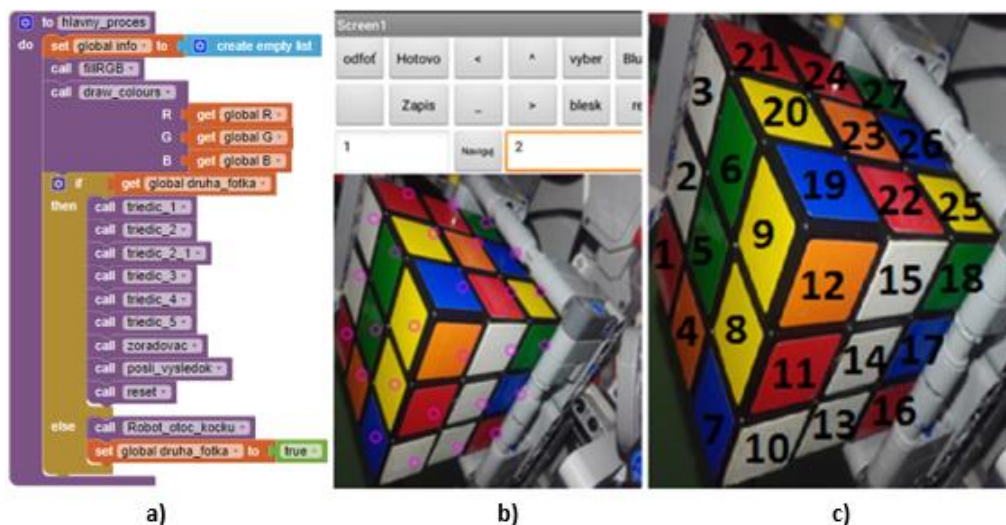 to hlavny_proces
do
set global info to create empty list
call fillRGB
call draw_colours
R get global R
G get global G
B get global B
if get global druha_fotka
then call triedic_1
call triedic_2
call triedic_2_1
call triedic_3
call triedic_4
call triedic_5
call zoradovac
call posli_vysledok
call reset
else call Robot_otoc_kocku
set global druha_fotka to true
a)
Screen1
odfoť Hotovo < ^ vyber Blu
Zapis _ > blesk re
1 Naviguj 2
b)
21 24 27
3 20 23 26
2 6 19 22 25
1 5 9 12 15 18
4 8 11 14 17
7 10 13 16
c)